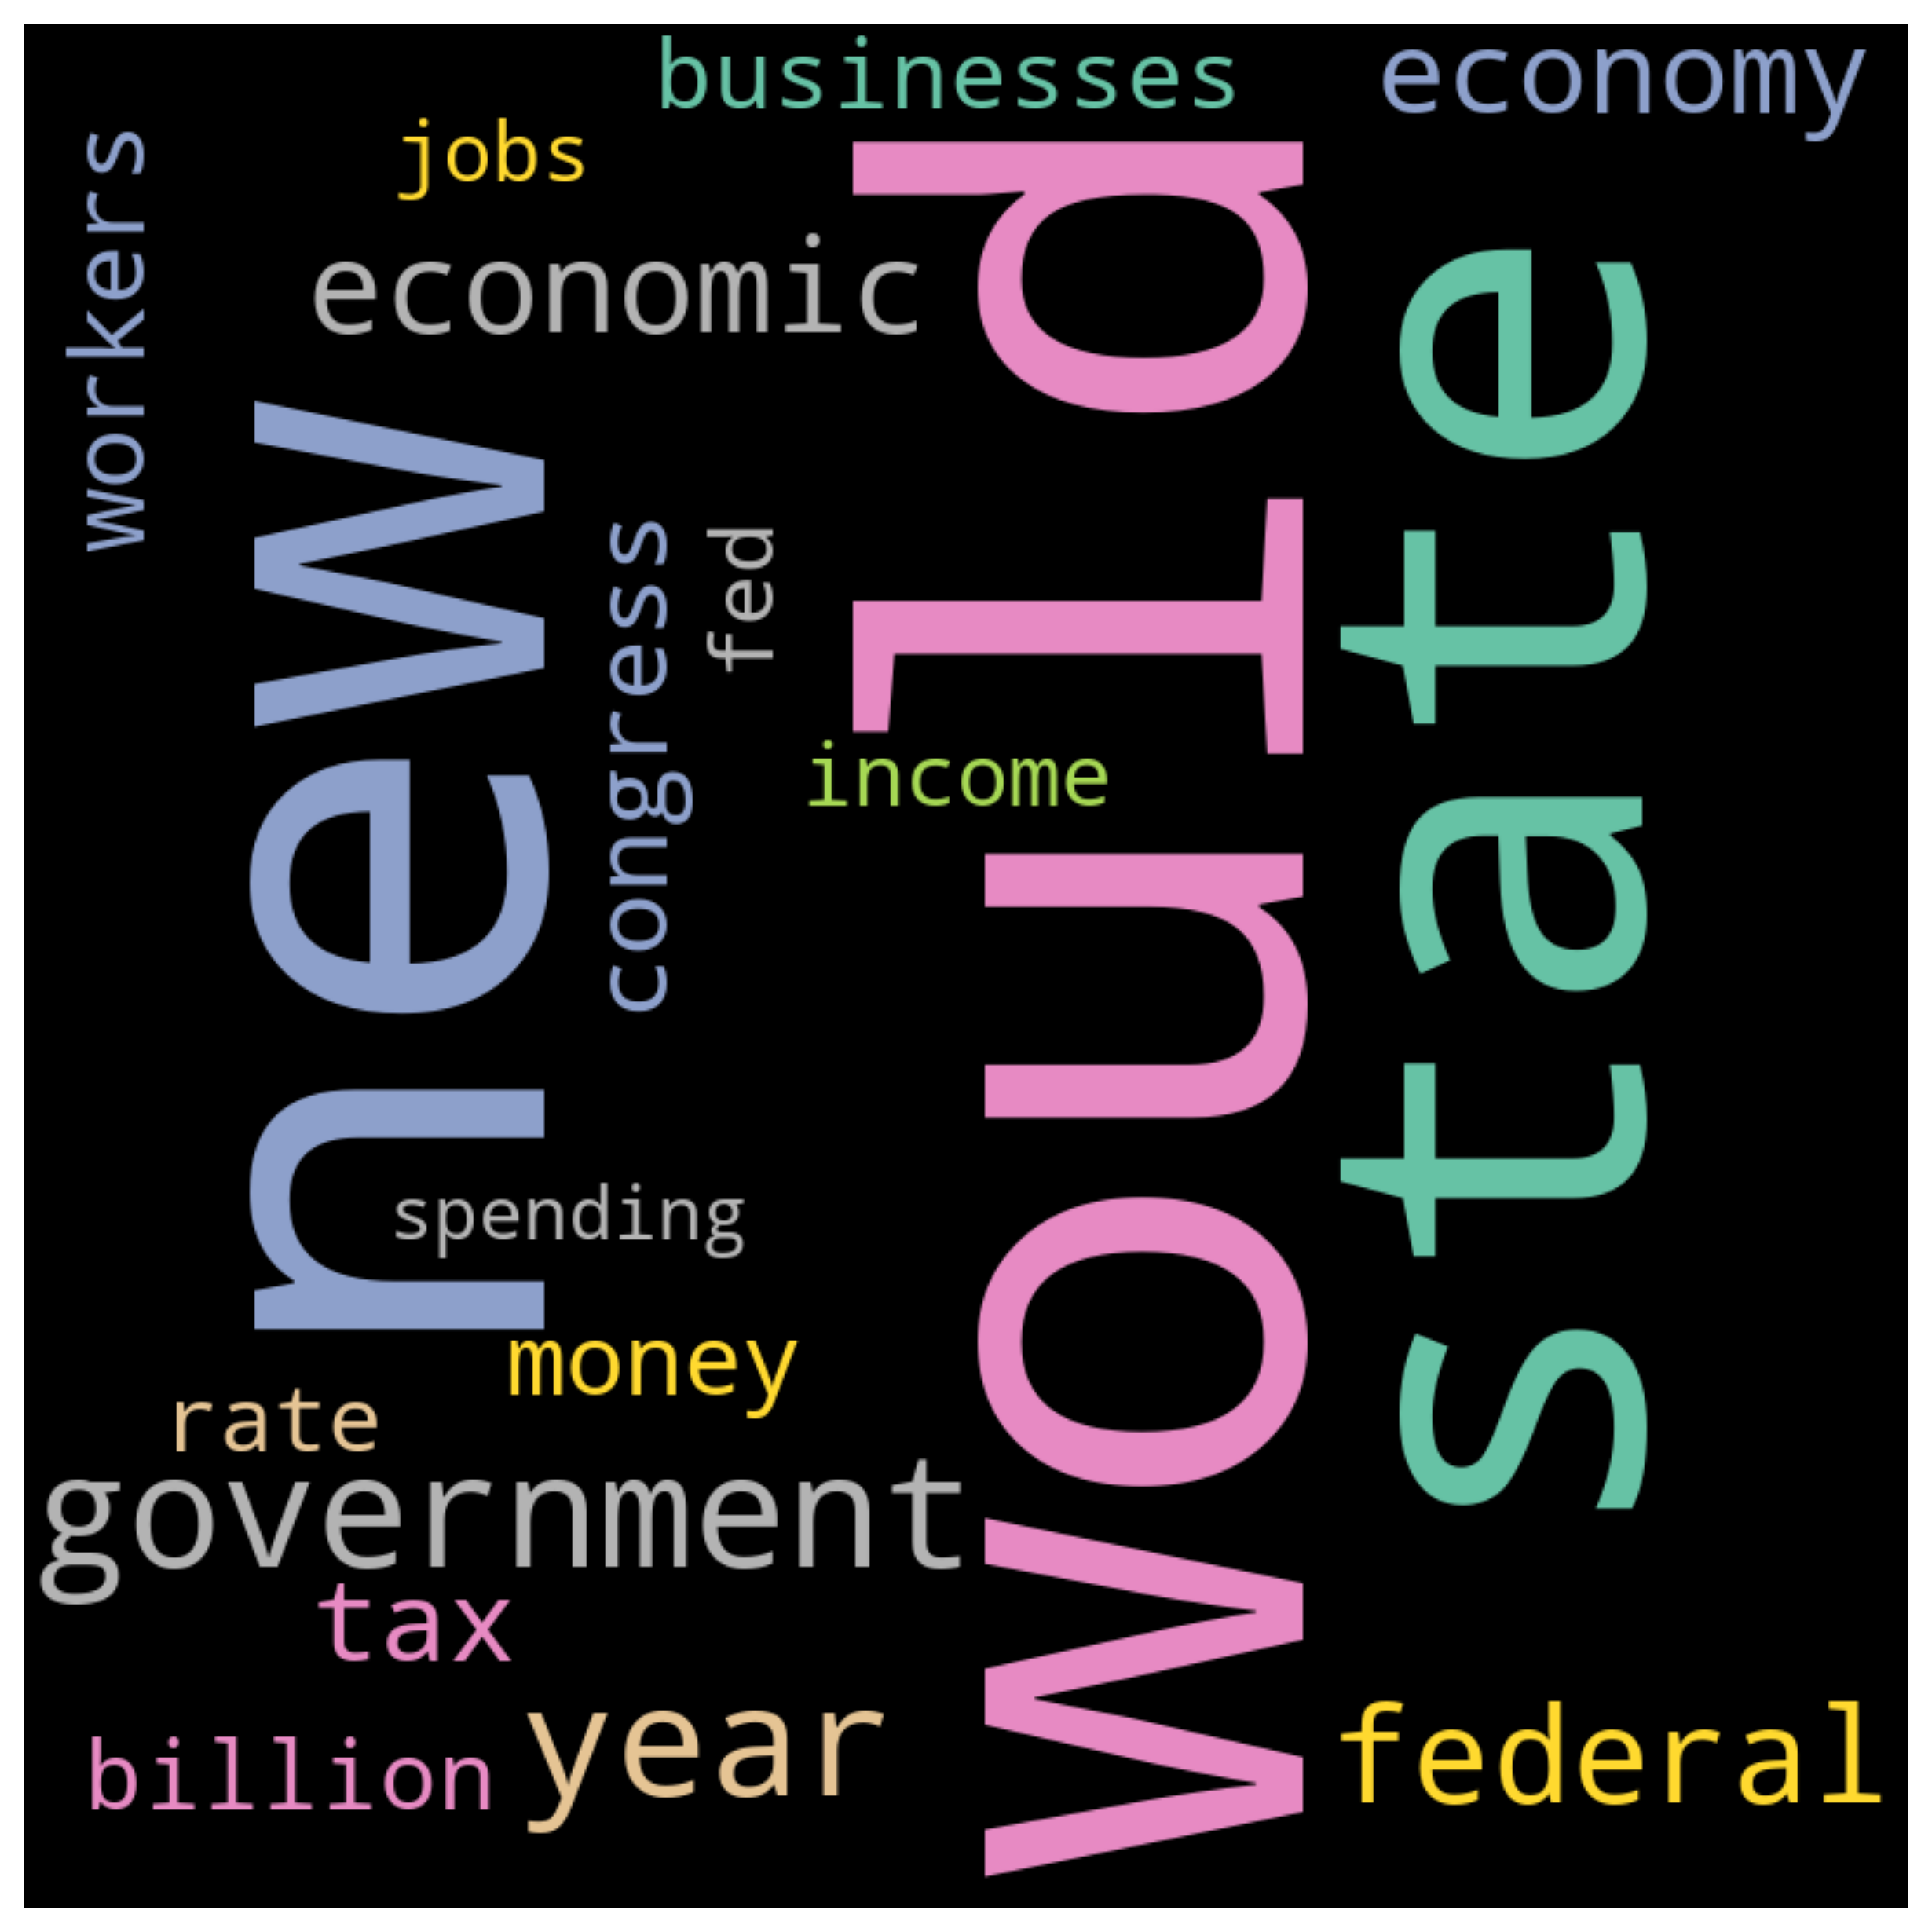 businesses
economy
jobs
workers
economic
would
state
new
congress
fed
income
spending
money
rate
government
tax
year
billion
federal